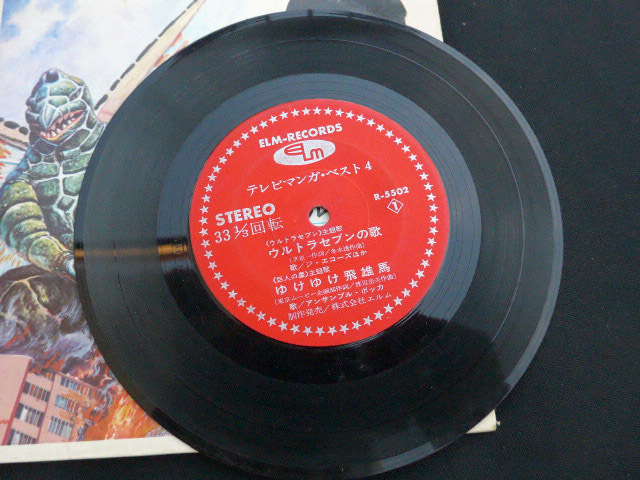 ELM-RECORDS
ELM
テレビマンガ・ベスト4
R-5502
1
STEREO
33 1/3回転
(ウルトラセブン)主題歌
ウルトラセブンの歌
歌/ジ・エコーズほか
(巨人の星)主題歌
ゆけゆけ飛雄馬
歌/アンサンブル・ボッカ
制作発売/株式会社エルム